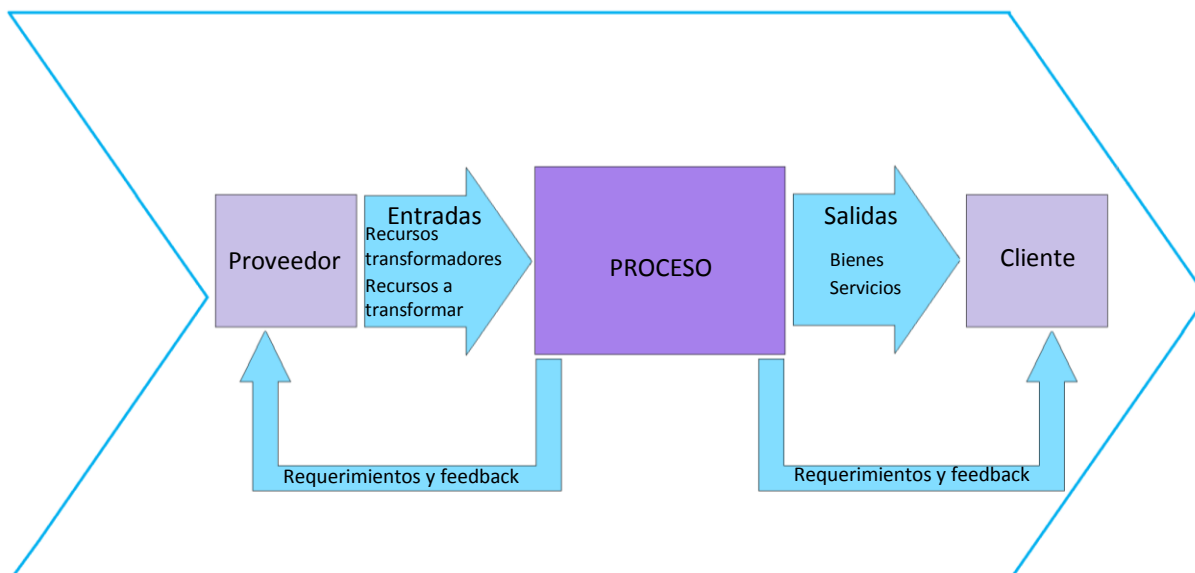 Proveedor
Entradas
Recursos
transformadores
Recursos a
transformar
PROCESO
Salidas
Bienes
Servicios
Cliente
Requerimientos y feedback
Requerimientos y feedback